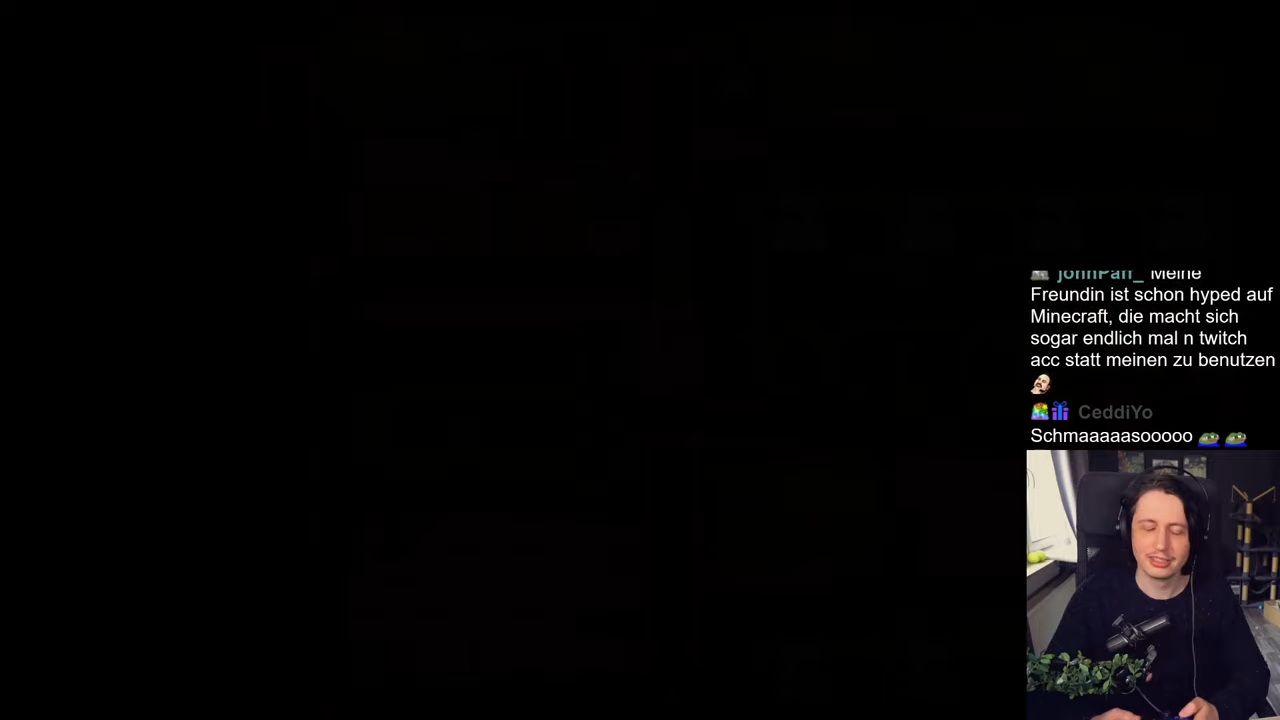 johnPan_ Meine
Freundin ist schon hyped auf
Minecraft, die macht sich
sogar endlich mal n twitch
acc statt meinen zu benutzen
CeddiYo
Schmaaaaasooooo